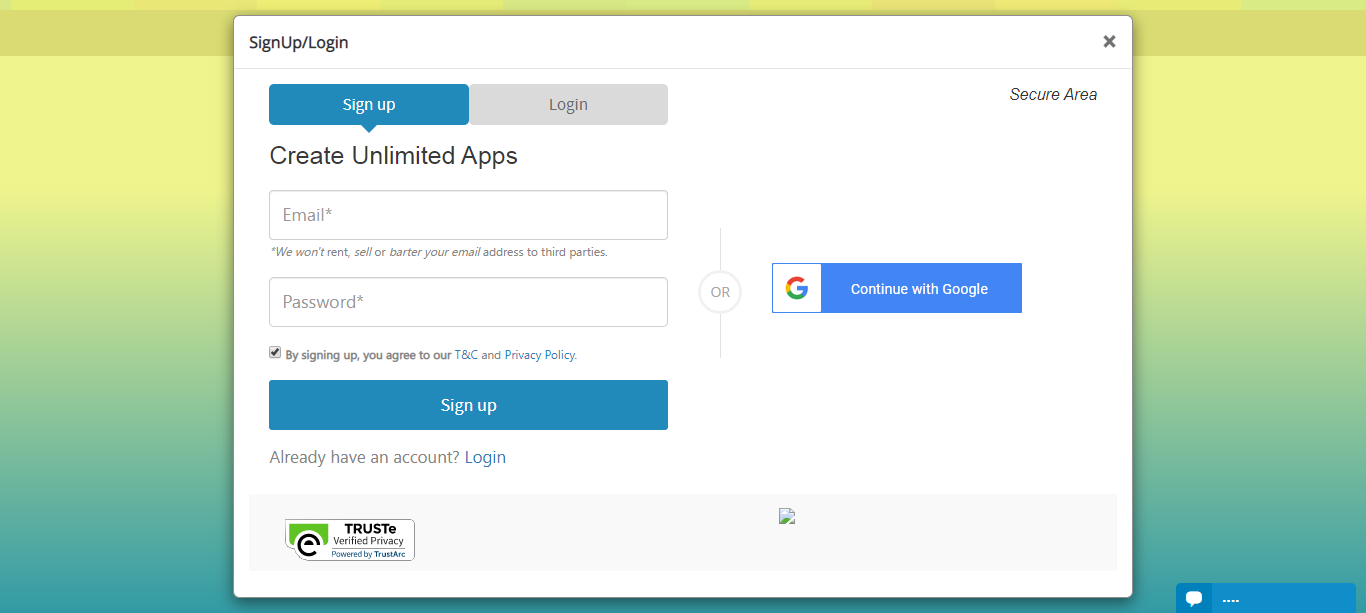 SignUp/Login
×
Sign up
Login
Secure Area
Create Unlimited Apps
Email*
*We won't rent, sell or barter your email address to third parties.
Password*
OR
Continue with Google
By signing up, you agree to our T&C and Privacy Policy.
Sign up
Already have an account? Login
TRUSTe
Verified Privacy
Powered by TrustArc
----